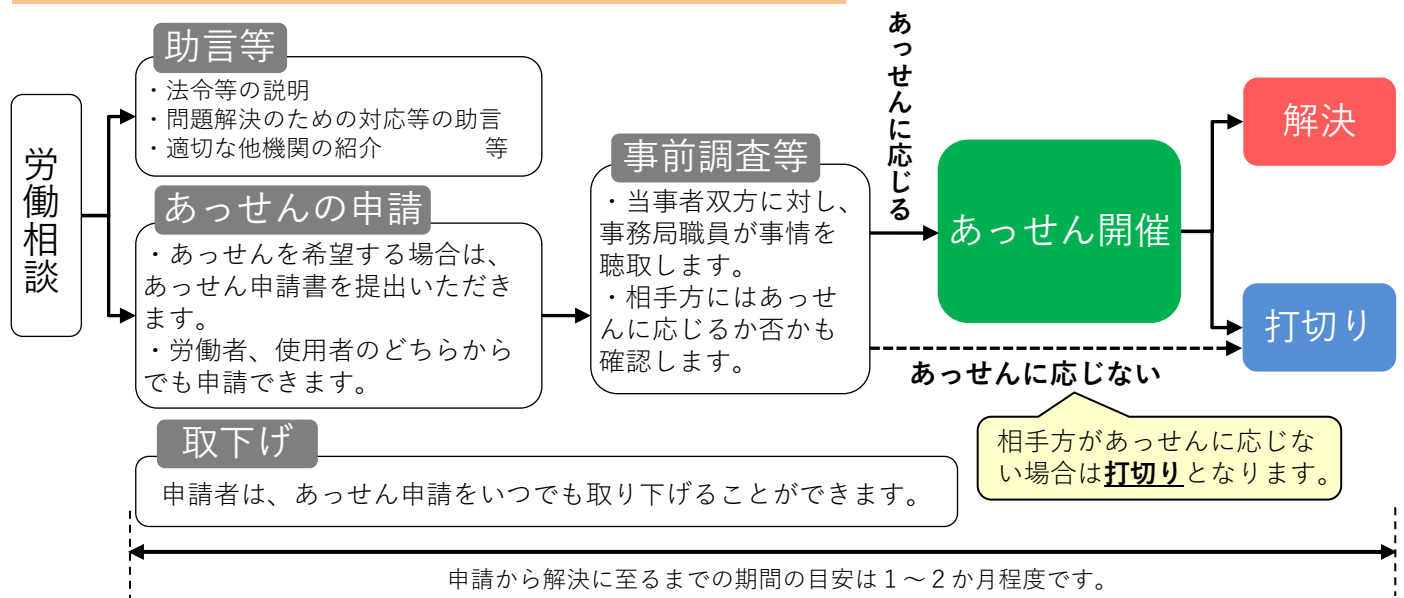 労働相談
助言等
・法令等の説明
・問題解決のための対応等の助言
・適切な他機関の紹介　　　　　等
あっせんの申請
・あっせんを希望する場合は、
あっせん申請書を提出いただき
ます。
・労働者、使用者のどちらから
でも申請できます。
事前調査等
・当事者双方に対し、
事務局職員が事情を
聴取します。
・相手方にはあっせ
んに応じるか否かも
確認します。
あっせんに応じる
あっせん開催
解決
打切り
あっせんに応じない
相手方があっせんに応じな
い場合は打切りとなります。
取下げ
申請者は、あっせん申請をいつでも取り下げることができます。
申請から解決に至るまでの期間の目安は１～２か月程度です。